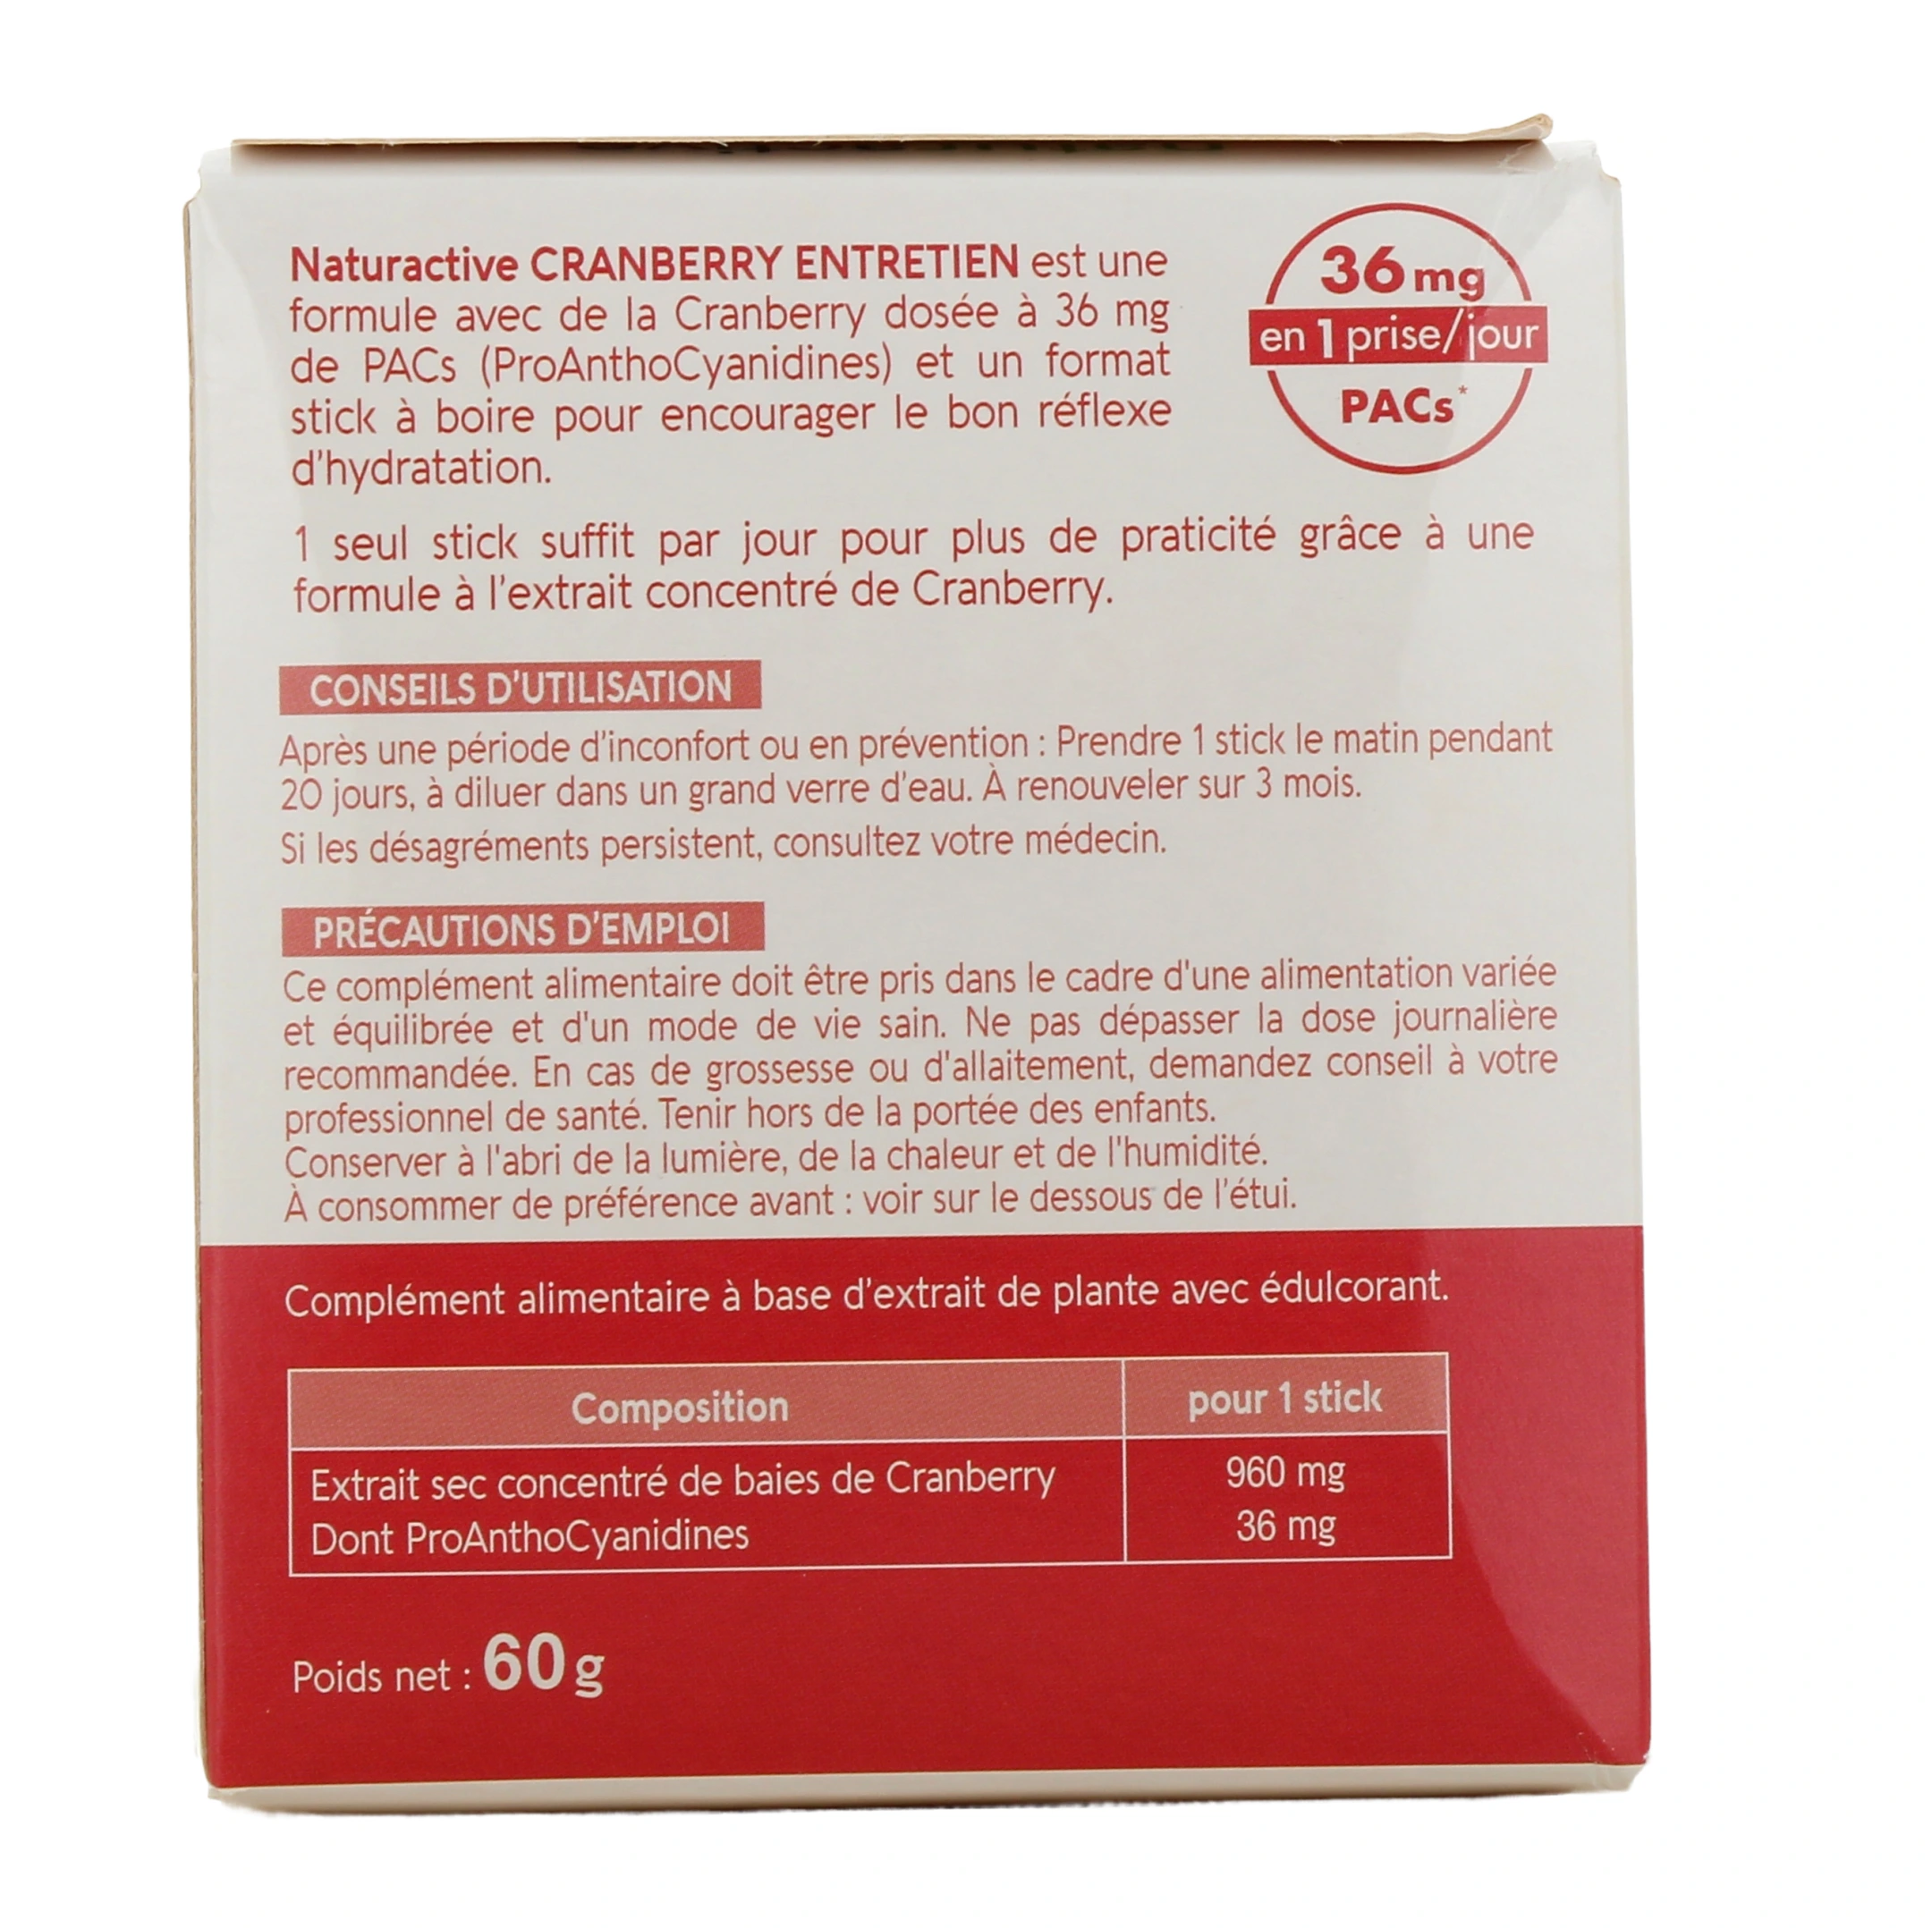 Naturactive CRANBERRY ENTRETIEN est une
formule avec de la Cranberry dosée à 36 mg
de PACs (ProAnthoCyanidines) et un format
stick à boire pour encourager le bon réflexe
d'hydratation.
36 mg
en 1 prise/jour
PACs*
1 seul stick suffit par jour pour plus de praticité grâce à une
formule à l'extrait concentré de Cranberry.
CONSEILS D'UTILISATION
Après une période d'inconfort ou en prévention : Prendre 1 stick le matin pendant
20 jours, à diluer dans un grand verre d'eau. À renouveler sur 3 mois.
Si les désagréments persistent, consultez votre médecin.
PRÉCAUTIONS D'EMPLOI
Ce complément alimentaire doit être pris dans le cadre d'une alimentation variée
et équilibrée et d'un mode de vie sain. Ne pas dépasser la dose journalière
recommandée. En cas de grossesse ou d'allaitement, demandez conseil à votre
professionnel de santé. Tenir hors de la portée des enfants.
Conserver à l'abri de la lumière, de la chaleur et de l'humidité.
À consommer de préférence avant : voir sur le dessous de l'étui.
Complément alimentaire à base d'extrait de plante avec édulcorant.
Composition pour 1 stick
Extrait sec concentré de baies de Cranberry 960 mg
Dont ProAnthoCyanidines 36 mg
Poids net : 60 g